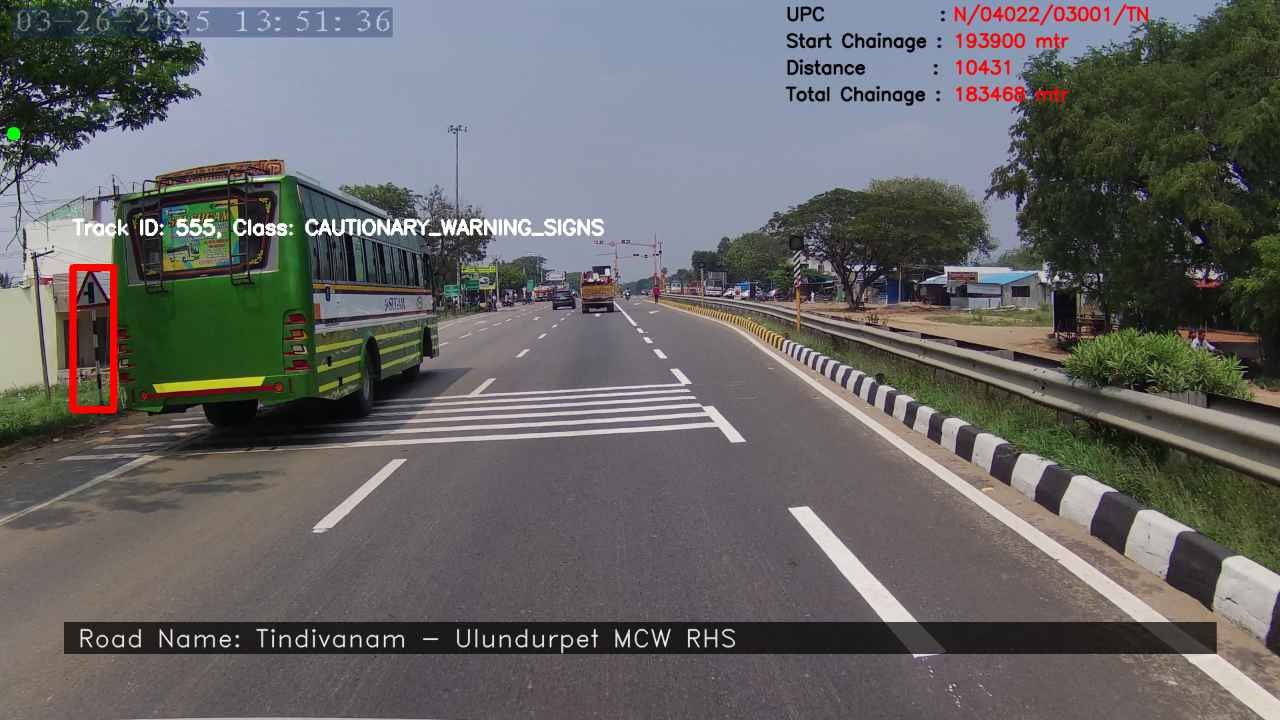 03-26-2025 13:51:36
UPC : N/04022/03001/TN
Start Chainage : 193900 mtr
Distance : 10431
Total Chainage : 183468 mtr
Track ID: 555, Class: CAUTIONARY_WARNING_SIGNS
Road Name: Tindivanam - Ulundurpet MCW RHS